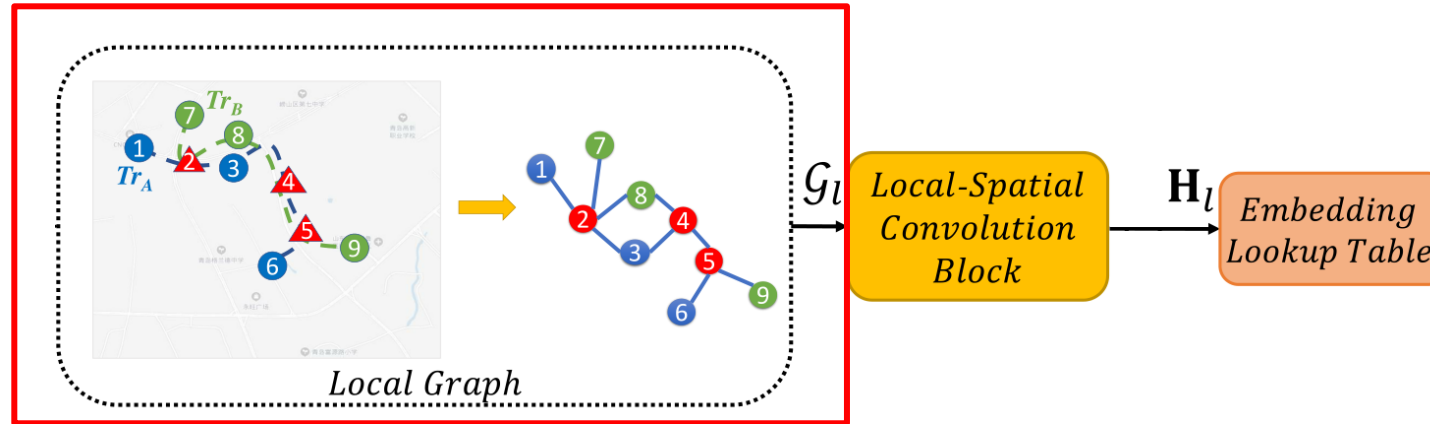 Tr_B
7
8
1
2
3
Tr_A
4
5
6
9
7
1
8
2
4
3
5
9
6
Local Graph
𝒢_l
Local-Spatial
Convolution
Block
H_l
Embedding
Lookup Table